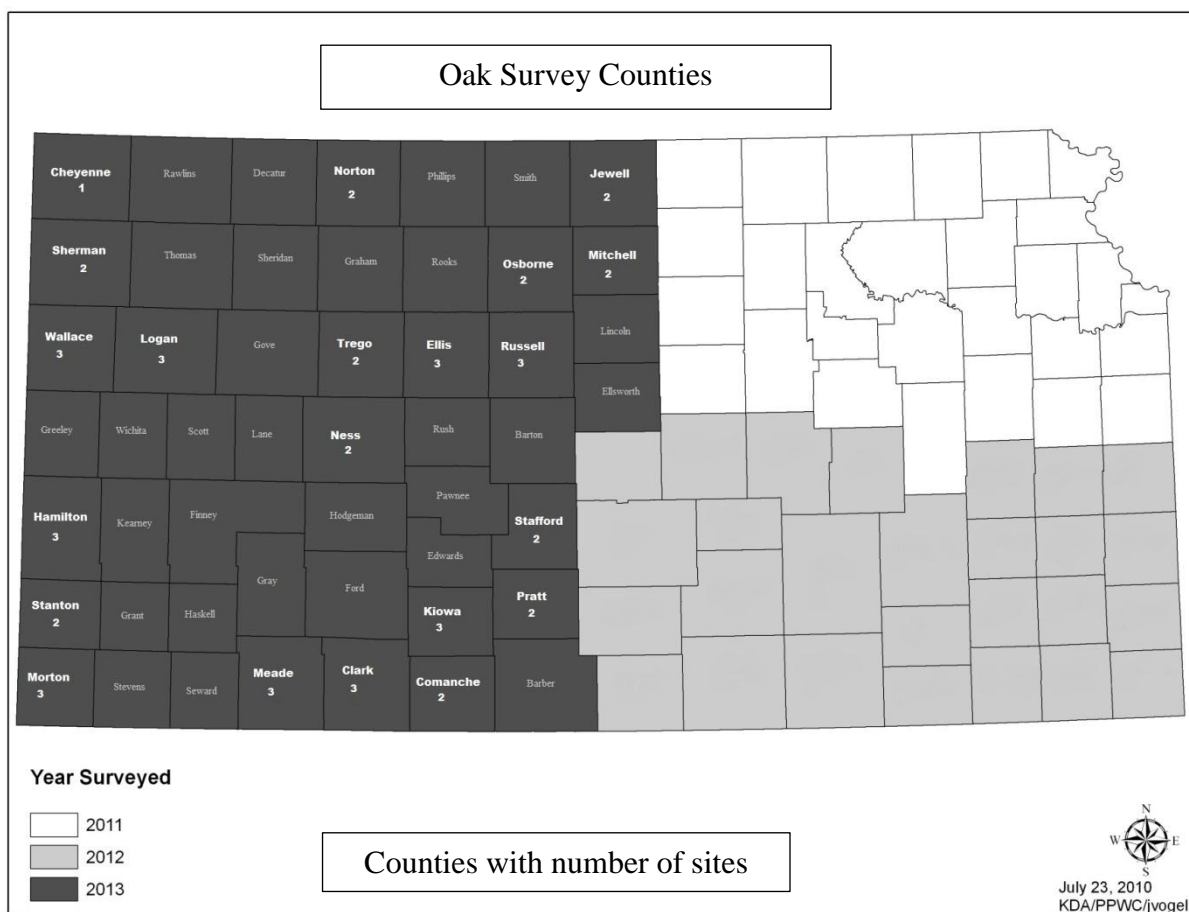 Oak Survey Counties
Cheyenne
1
Rawlins
Decatur
Norton
2
Phillips
Smith
Jewell
2
Sherman
2
Thomas
Sheridan
Graham
Rooks
Osborne
2
Mitchell
2
Lincoln
Wallace
3
Logan
3
Gove
Trego
2
Ellis
3
Russell
3
Ellsworth
Greeley
Wichita
Scott
Lane
Ness
2
Rush
Barton
Hamilton
3
Kearney
Finney
Hodgeman
Pawnee
Stafford
2
Edwards
Gray
Ford
Stanton
2
Grant
Haskell
Kiowa
3
Pratt
2
Morton
3
Stevens
Seward
Meade
3
Clark
3
Comanche
2
Barber
Year Surveyed
2011
2012
2013
Counties with number of sites
N
W
E
S
July 23, 2010
KDA/PPWC/jvogel